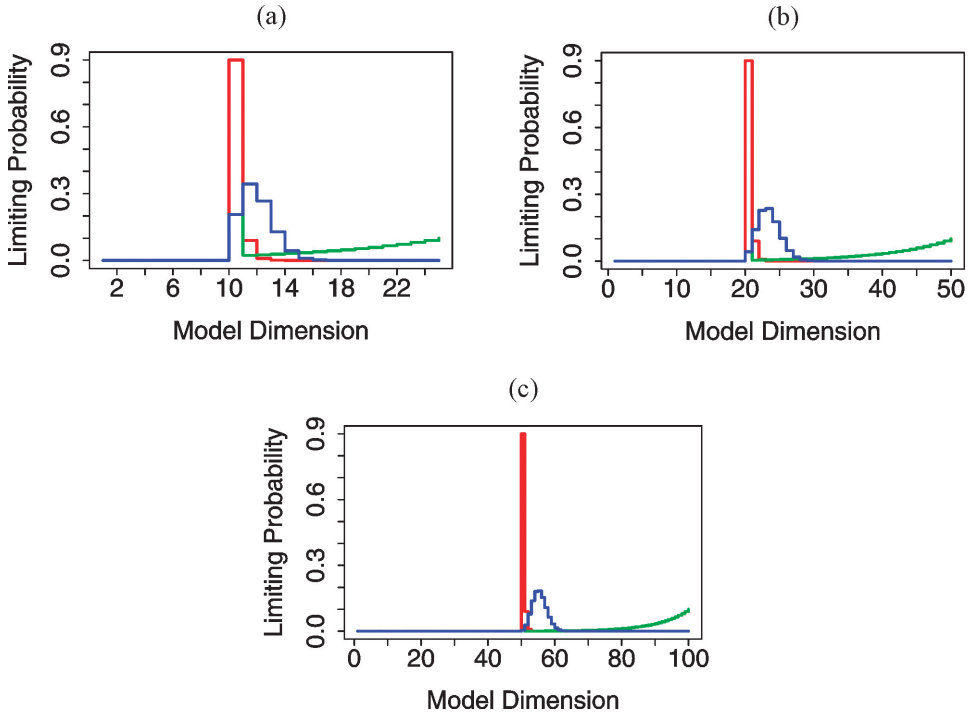 (a)
Limiting Probability
0.0 0.3 0.6 0.9
2 6 10 14 18 22
Model Dimension
(b)
Limiting Probability
0.0 0.3 0.6 0.9
0 10 20 30 40 50
Model Dimension
(c)
Limiting Probability
0.0 0.3 0.6 0.9
0 20 40 60 80 100
Model Dimension